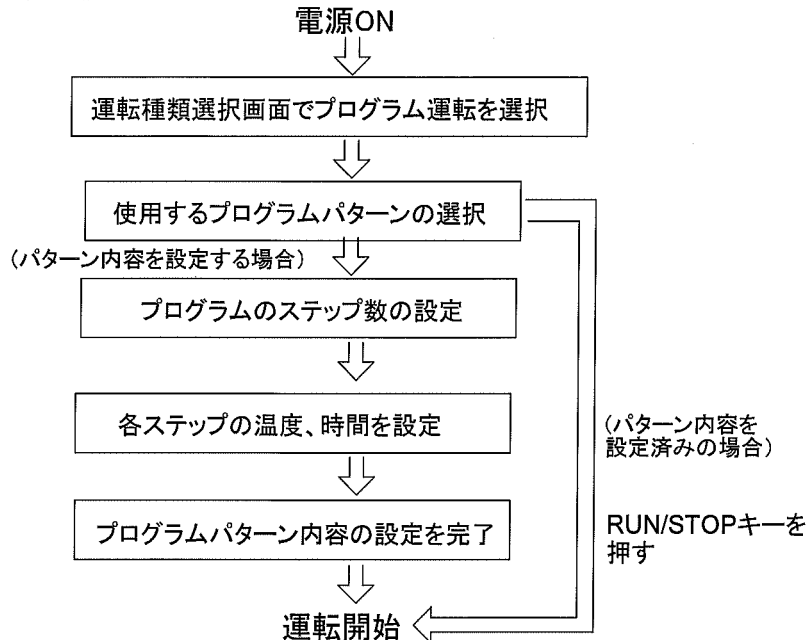 電源ON
運転種類選択画面でプログラム運転を選択
使用するプログラムパターンの選択
(パターン内容を設定する場合)
プログラムのステップ数の設定
各ステップの温度、時間を設定
(パターン内容を
設定済みの場合)
プログラムパターン内容の設定を完了
RUN/STOPキーを
押す
運転開始